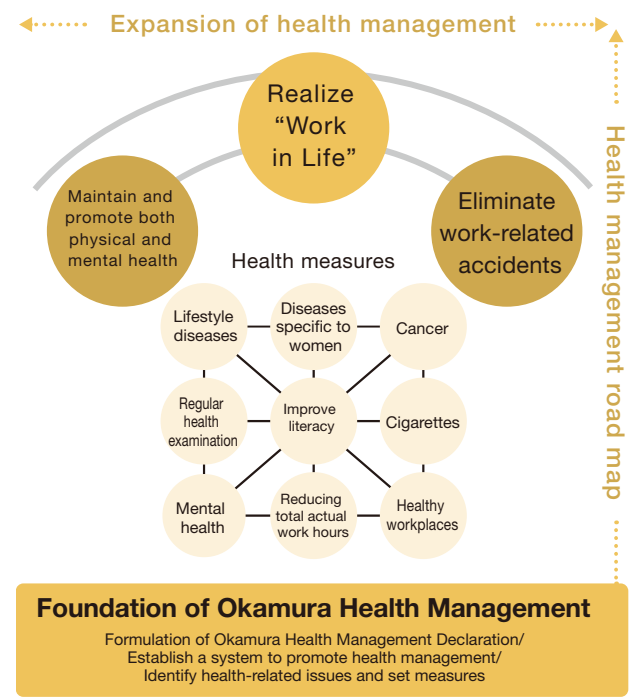 Expansion of health management
Realize
“Work
in Life”
Maintain and
promote both
physical and
mental health
Eliminate
work-related
accidents
Health management road map
Health measures
Lifestyle
diseases
Diseases
specific to
women
Cancer
Regular
health
examination
Improve
literacy
Cigarettes
Mental
health
Reducing
total actual
work hours
Healthy
workplaces
Foundation of Okamura Health Management
Formulation of Okamura Health Management Declaration/
Establish a system to promote health management/
Identify health-related issues and set measures